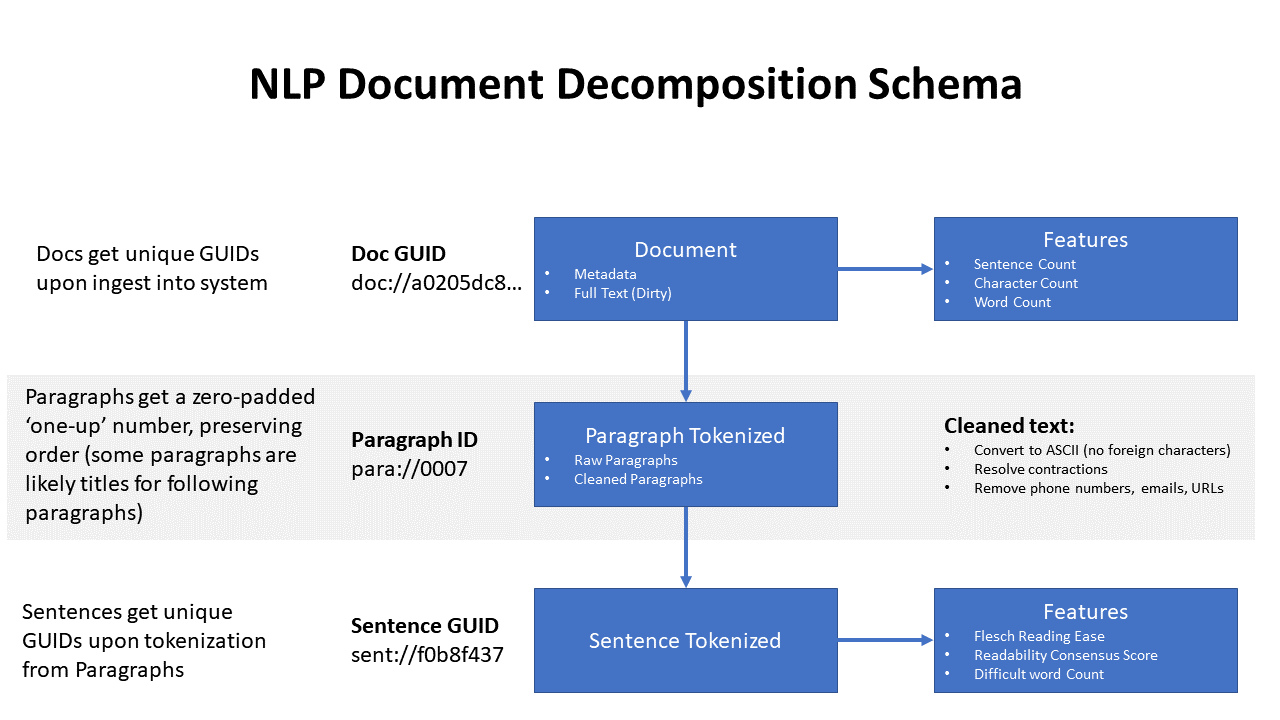 NLP Document Decomposition Schema
Docs get unique GUIDs
upon ingest into system
Doc GUID
doc://a0205dc8...
Document
• Metadata
• Full Text (Dirty)
Features
• Sentence Count
• Character Count
• Word Count
Paragraphs get a zero-padded
‘one-up’ number, preserving
order (some paragraphs are
likely titles for following
paragraphs)
Paragraph ID
para://0007
Paragraph Tokenized
• Raw Paragraphs
• Cleaned Paragraphs
Cleaned text:
• Convert to ASCII (no foreign characters)
• Resolve contractions
• Remove phone numbers, emails, URLs
Sentences get unique
GUIDs upon tokenization
from Paragraphs
Sentence GUID
sent://f0b8f437
Sentence Tokenized
Features
• Flesch Reading Ease
• Readability Consensus Score
• Difficult word Count